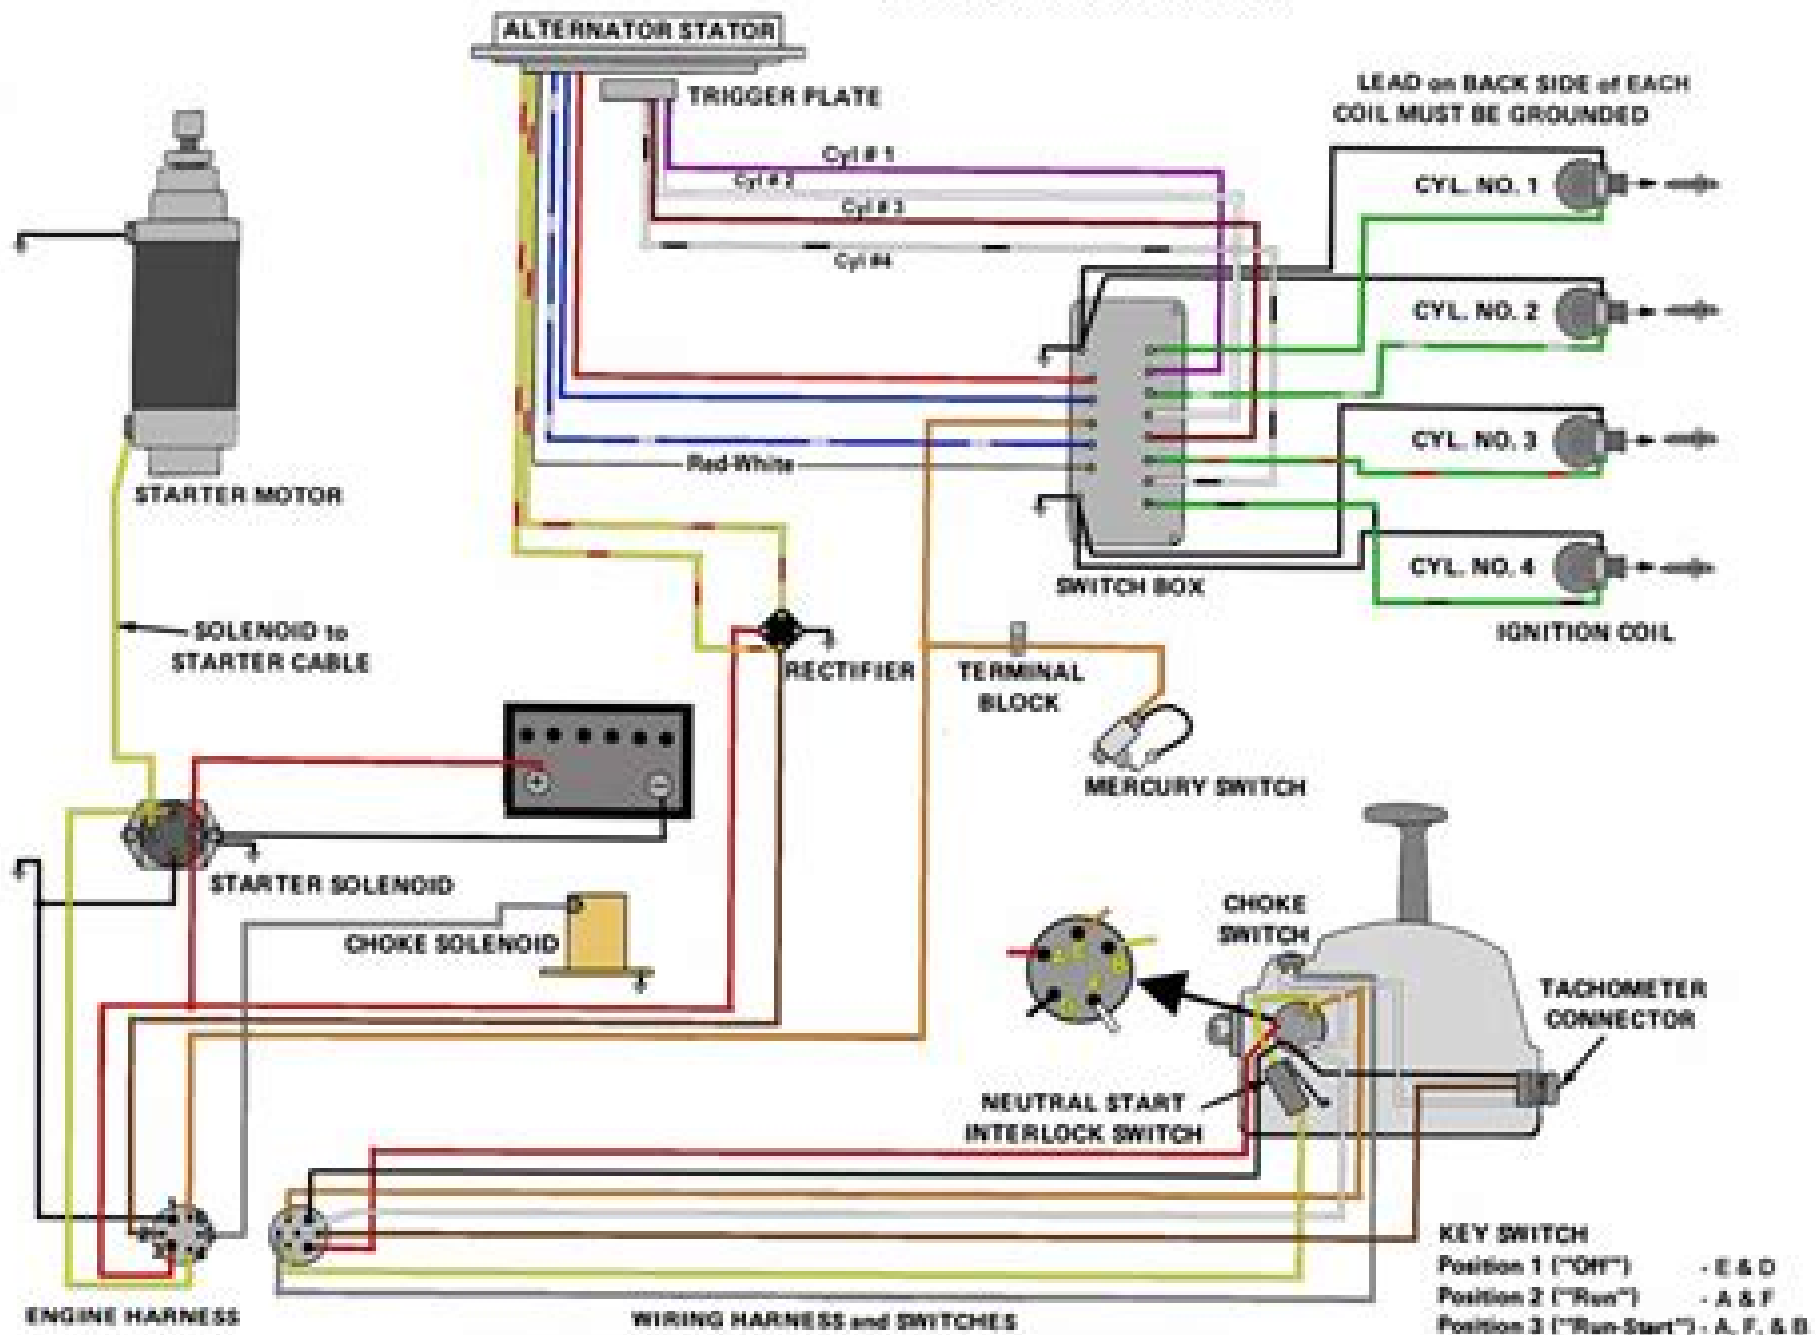 ALTERNATOR STATOR
TRIGGER PLATE
LEAD on BACK SIDE of EACH
COIL MUST BE GROUNDED
Cyl # 1
Cyl # 2
Cyl # 3
Cyl #4
CYL. NO. 1
CYL. NO. 2
CYL. NO. 3
CYL. NO. 4
Red-White
STARTER MOTOR
SWITCH BOX
IGNITION COIL
SOLENOID to
STARTER CABLE
RECTIFIER
TERMINAL
BLOCK
+
−
MERCURY SWITCH
STARTER SOLENOID
CHOKE SOLENOID
CHOKE
SWITCH
TACHOMETER
CONNECTOR
NEUTRAL START
INTERLOCK SWITCH
KEY SWITCH
Position 1 ("Off") - E & D
Position 2 ("Run") - A & F
Position 3 ("Run-Start") - A, F, & B
ENGINE HARNESS
WIRING HARNESS and SWITCHES